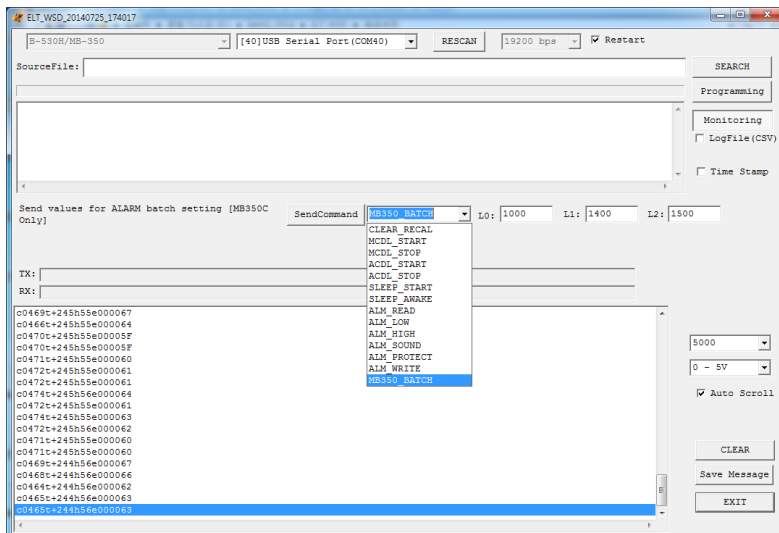 ELT_WSD_20140725_174017
B-530H/MB-350 [40]USB Serial Port(COM40) RESCAN 19200 bps Restart
SourceFile: SEARCH
Programming
Monitoring
LogFile(CSV)
Time Stamp
Send values for ALARM batch setting [MB350C Only]
SendCommand MB350_BATCH L0: 1000 L1: 1400 L2: 1500
CLEAR_RECAL
MCDL_START
MCDL_STOP
ACDL_START
ACDL_STOP
SLEEP_START
SLEEP_AWAKE
ALM_READ
ALM_LOW
ALM_HIGH
ALM_SOUND
ALM_PROTECT
ALM_WRITE
MB350_BATCH
TX:
RX:
c0469t+245h55e000067
c0466t+245h55e000064
c0470t+245h55e00005F
c0470t+245h55e00005F
c0471t+245h55e000060
c0472t+245h55e000061
c0472t+245h55e000061
c0474t+245h56e000064
c0472t+245h55e000061
c0474t+245h55e000063
c0472t+245h56e000062
c0471t+245h55e000060
c0471t+245h55e000060
c0469t+244h56e000067
c0468t+244h56e000066
c0464t+244h56e000062
c0465t+244h56e000063
c0465t+244h56e000063
5000
0 - 5V
Auto Scroll
CLEAR
Save Message
EXIT